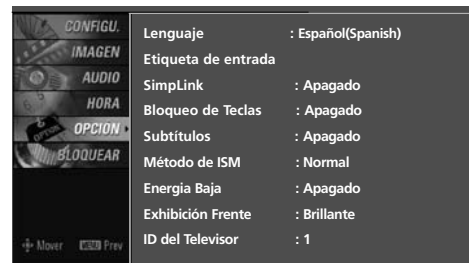 CONFIGU.
IMAGEN
AUDIO
HORA
OPCION
BLOQUEAR
Mover MENU Prev
Lenguaje : Español(Spanish)
Etiqueta de entrada
SimpLink : Apagado
Bloqueo de Teclas : Apagado
Subtítulos : Apagado
Método de ISM : Normal
Energia Baja : Apagado
Exhibición Frente : Brillante
ID del Televisor : 1